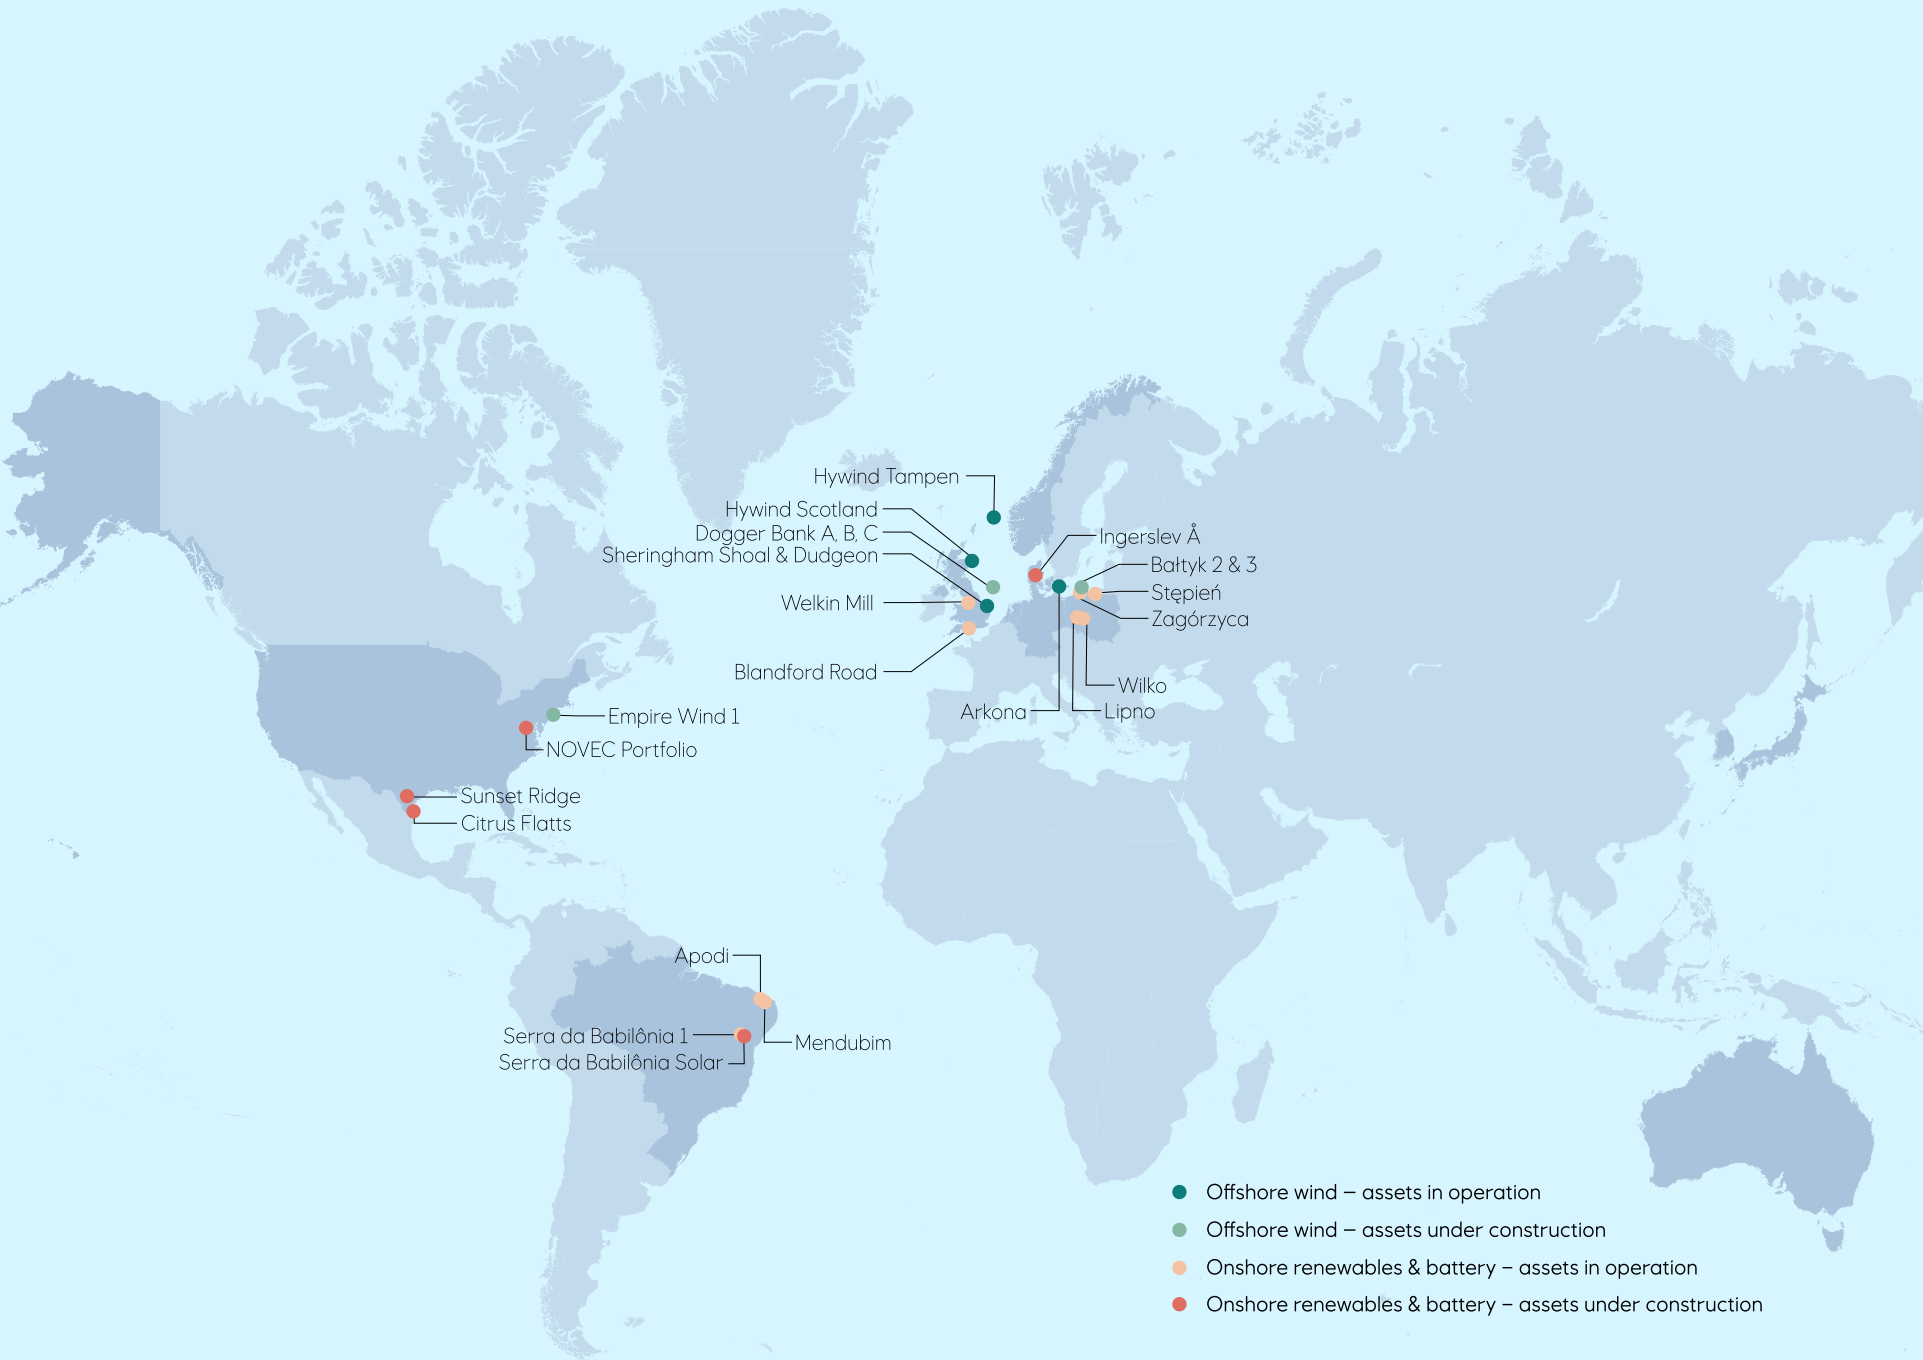 Hywind Tampen
Hywind Scotland
Dogger Bank A, B, C
Sheringham Shoal & Dudgeon
Welkin Mill
Blandford Road
Ingerslev Å
Bałtyk 2 & 3
Stępień
Zagórzyca
Wilko
Arkona
Lipno
Empire Wind 1
NOVEC Portfolio
Sunset Ridge
Citrus Flatts
Apodi
Serra da Babilônia 1
Mendubim
Serra da Babilônia Solar
Offshore wind – assets in operation
Offshore wind – assets under construction
Onshore renewables & battery – assets in operation
Onshore renewables & battery – assets under construction